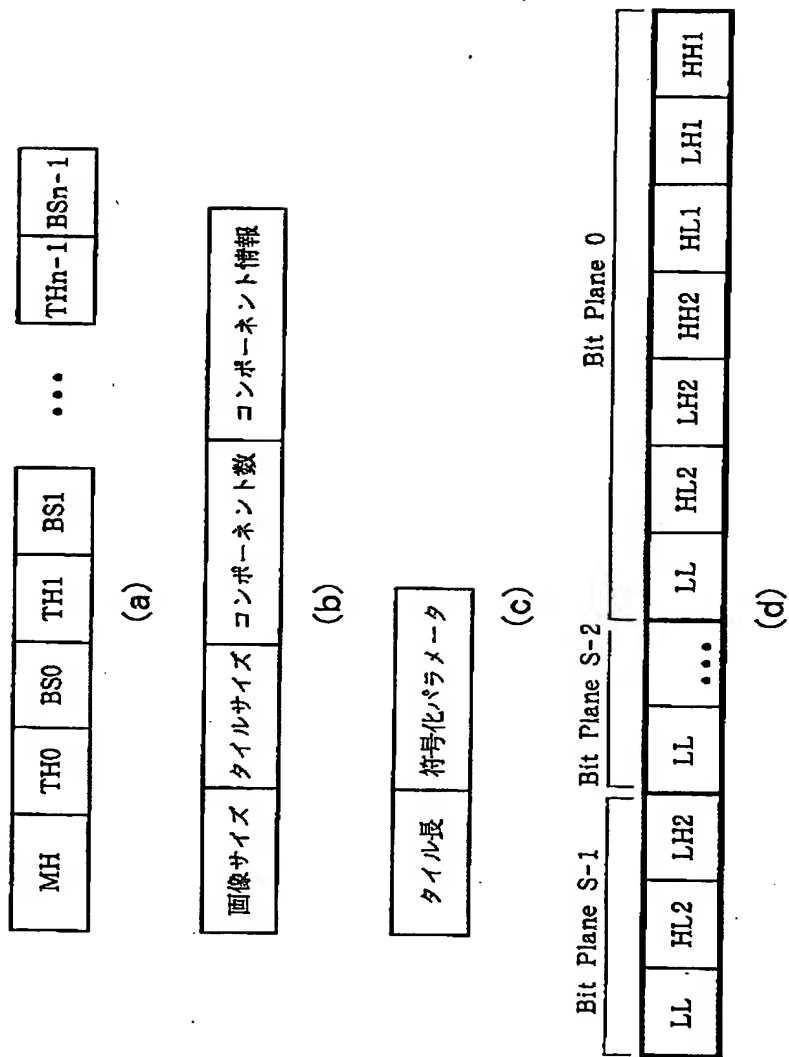 MH TH0 BS0 TH1 BS1 ••• THn-1 BSn-1
(a)
画像サイズ タイルサイズ コンポーネント数 コンポーネント情報
(b)
タイル長 符号化パラメータ
(c)
Bit Plane S-1 Bit Plane S-2 Bit Plane 0
LL HL2 LH2 LL ••• LL HL2 LH2 HH2 HL1 LH1 HH1
(d)